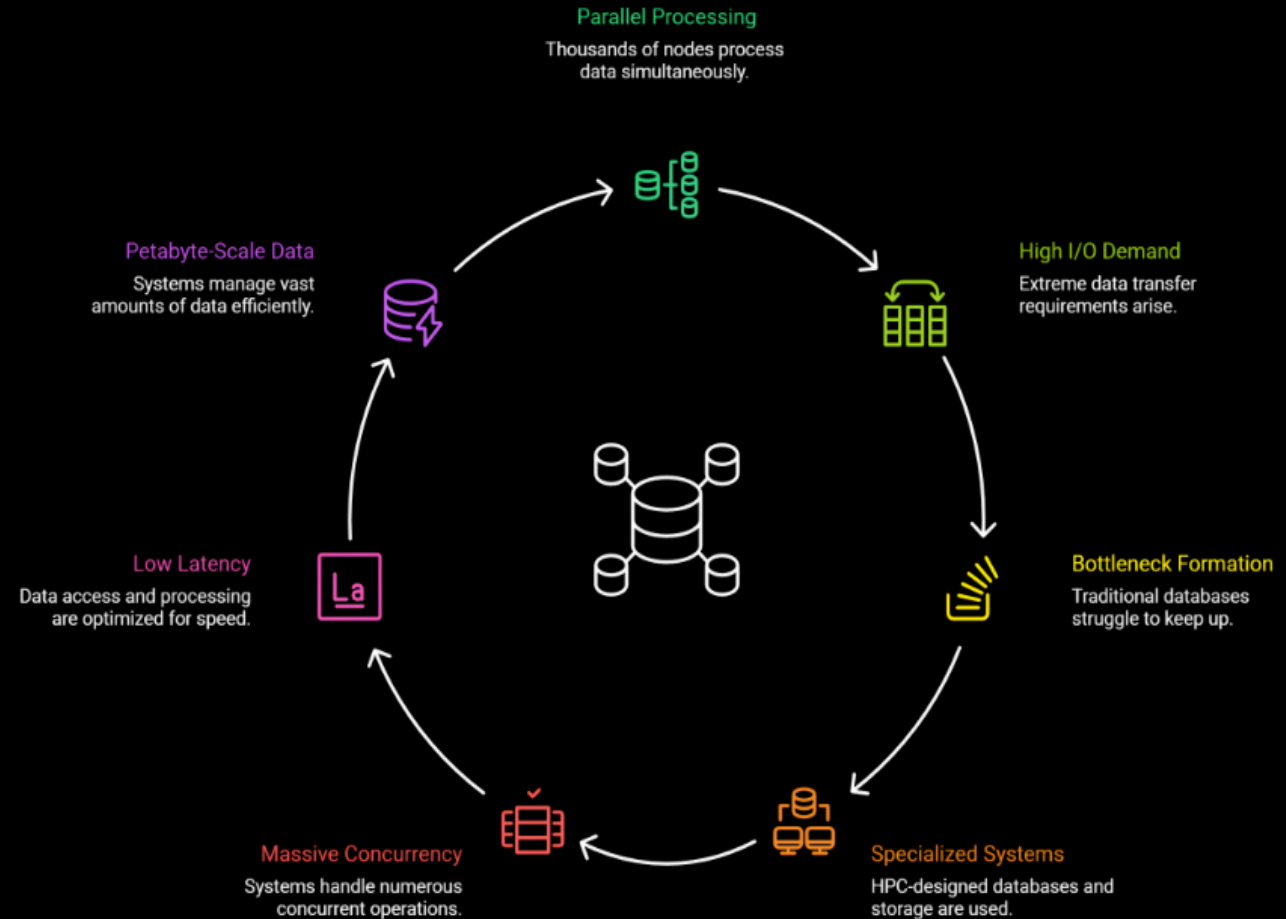 Parallel Processing
Thousands of nodes process
data simultaneously.
Petabyte-Scale Data
Systems manage vast
amounts of data efficiently.
High I/O Demand
Extreme data transfer
requirements arise.
Low Latency
Data access and processing
are optimized for speed.
La
Bottleneck Formation
Traditional databases
struggle to keep up.
Massive Concurrency
Systems handle numerous
concurrent operations.
Specialized Systems
HPC-designed databases and
storage are used.